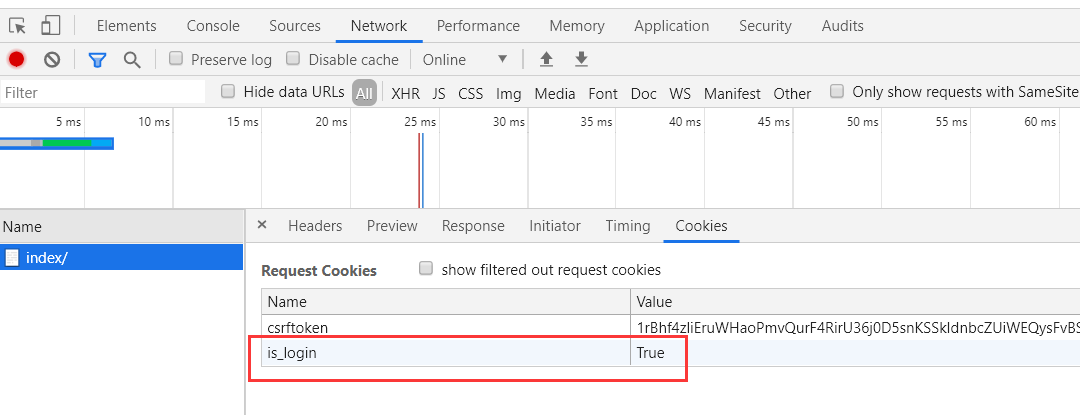 Elements Console Sources Network Performance Memory Application Security Audits
Preserve log Disable cache Online
Filter Hide data URLs All XHR JS CSS Img Media Font Doc WS Manifest Other Only show requests with SameSite
5 ms 10 ms 15 ms 20 ms 25 ms 30 ms 35 ms 40 ms 45 ms 50 ms 55 ms 60 ms
Name × Headers Preview Response Initiator Timing Cookies
index/
Request Cookies show filtered out request cookies
Name Value
csrftoken 1rBhf4zIiEruWHaoPmvQurF4RirU36j0D5snKSSkldnbcZUiWEQysFvBS
is_login True